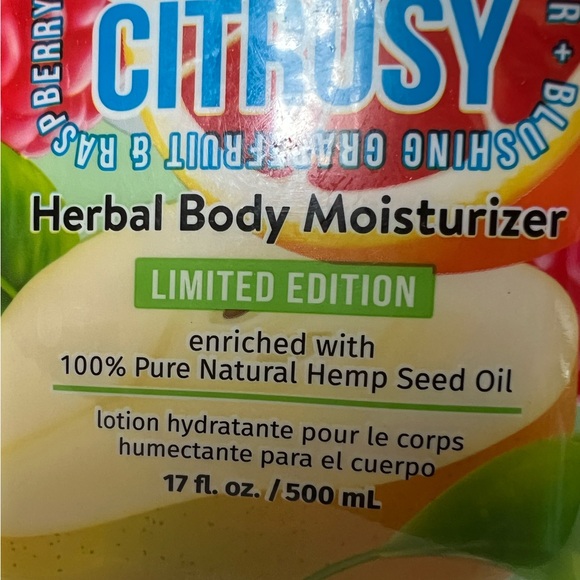 CITRUSY
R + BLUSHING GRAPEFRUIT & RASPBERRY
Herbal Body Moisturizer
LIMITED EDITION
enriched with
100% Pure Natural Hemp Seed Oil
lotion hydratante pour le corps
humectante para el cuerpo
17 fl. oz. / 500 mL